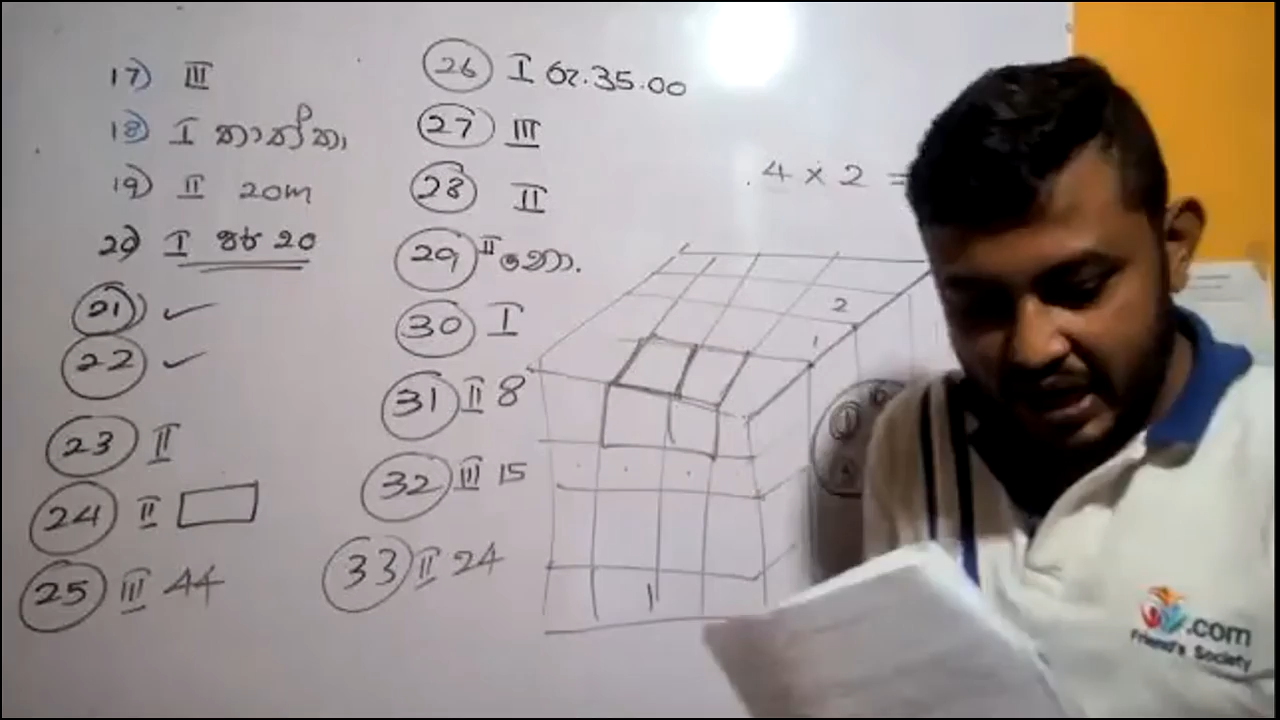 17) III
18) I
19) II 20m
20) I 20
21) ✓
22) ✓
23) II
24) II
25) III 44
26) I රු.35.00
27) III
28) II
29) II නො.
30) I
31) II 8
32) III 15
33) II 24
4 × 2 =
2
1
1
.com
Friend's Society